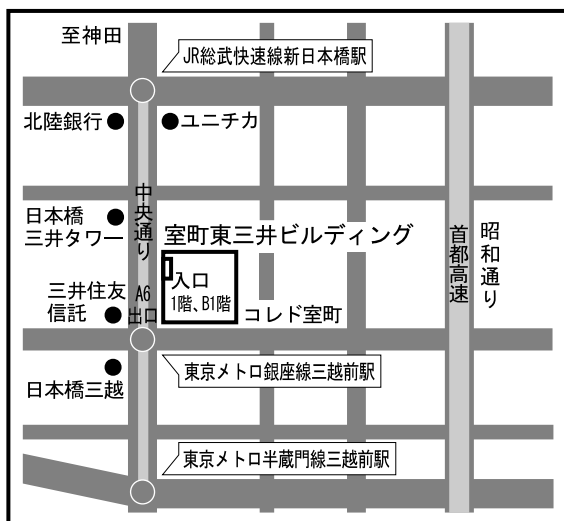 至神田
JR総武快速線新日本橋駅
北陸銀行
ユニチカ
日本橋
三井タワー
中央通り
室町東三井ビルディング
入口
1階、B1階
三井住友
信託
A6
出口
コレド室町
首都高速
昭和通り
東京メトロ銀座線三越前駅
日本橋三越
東京メトロ半蔵門線三越前駅